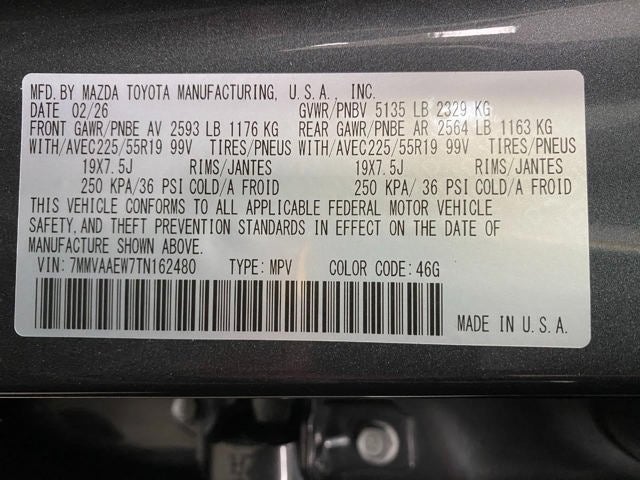 MFD. BY MAZDA TOYOTA MANUFACTURING, U.S.A., INC.
DATE 02/26 GVWR/PNBV 5135 LB 2329 KG
FRONT GAWR/PNBE AV 2593 LB 1176 KG REAR GAWR/PNBE AR 2564 LB 1163 KG
WITH/AVEC225/55R19 99V TIRES/PNEUS WITH/AVEC225/55R19 99V TIRES/PNEUS
19X7.5J RIMS/JANTES 19X7.5J RIMS/JANTES
250 KPA/36 PSI COLD/A FROID 250 KPA/ 36 PSI COLD/A FROID
THIS VEHICLE CONFORMS TO ALL APPLICABLE FEDERAL MOTOR VEHICLE
SAFETY, AND THEFT PREVENTION STANDARDS IN EFFECT ON THE DATE OF
MANUFACTURE SHOWN ABOVE.
VIN: 7MMVAAEW7TN162480 TYPE: MPV COLOR CODE: 46G
MADE IN U.S.A.